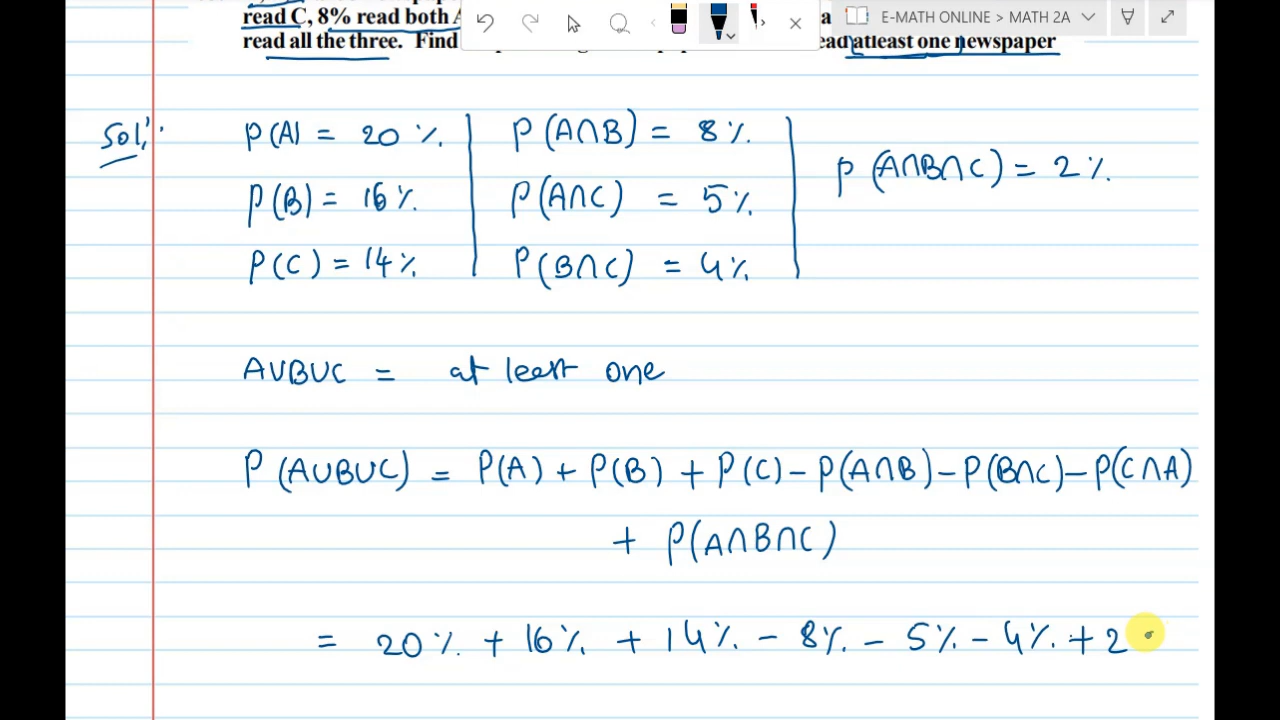 read C, 8% read both A
E-MATH ONLINE > MATH 2A
read all the three. Find
ead atleast one newspaper
Sol:
P(A) = 20 %
P(A∩B) = 8%
P(A∩B∩C) = 2%
P(B) = 16%
P(A∩C) = 5%
P(C) = 14%
P(B∩C) = 4%
A∪B∪C = at least one
P(A∪B∪C) = P(A) + P(B) + P(C) - P(A∩B) - P(B∩C) - P(C∩A)
+ P(A∩B∩C)
= 20% + 16% + 14% - 8% - 5% - 4% + 2